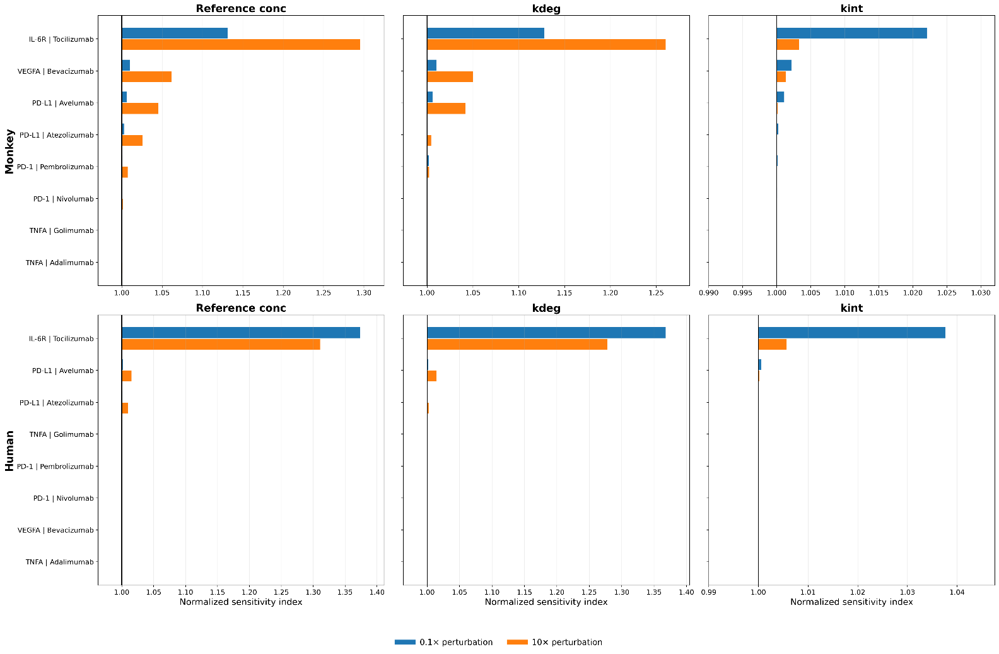 Reference conc
kdeg
kint
Monkey
IL-6R | Tocilizumab
VEGFA | Bevacizumab
PD-L1 | Avelumab
PD-L1 | Atezolizumab
PD-1 | Pembrolizumab
PD-1 | Nivolumab
TNFA | Golimumab
TNFA | Adalimumab
1.00 1.05 1.10 1.15 1.20 1.25 1.30
1.00 1.05 1.10 1.20 1.25
0.990 0.995 1.000 1.005 1.010 1.015 1.020 1.025 1.030
Reference conc
kdeg
kint
Human
IL-6R | Tocilizumab
PD-L1 | Avelumab
PD-L1 | Atezolizumab
TNFA | Golimumab
PD-1 | Pembrolizumab
PD-1 | Nivolumab
VEGFA | Bevacizumab
TNFA | Adalimumab
1.00 1.05 1.10 1.15 1.20 1.25 1.30 1.35 1.40
1.00 1.05 1.10 1.15 1.20 1.25 1.30 1.35 1.40
0.99 1.00 1.01 1.02 1.03 1.04
Normalized sensitivity index
Normalized sensitivity index
Normalized sensitivity index
0.1× perturbation
10× perturbation